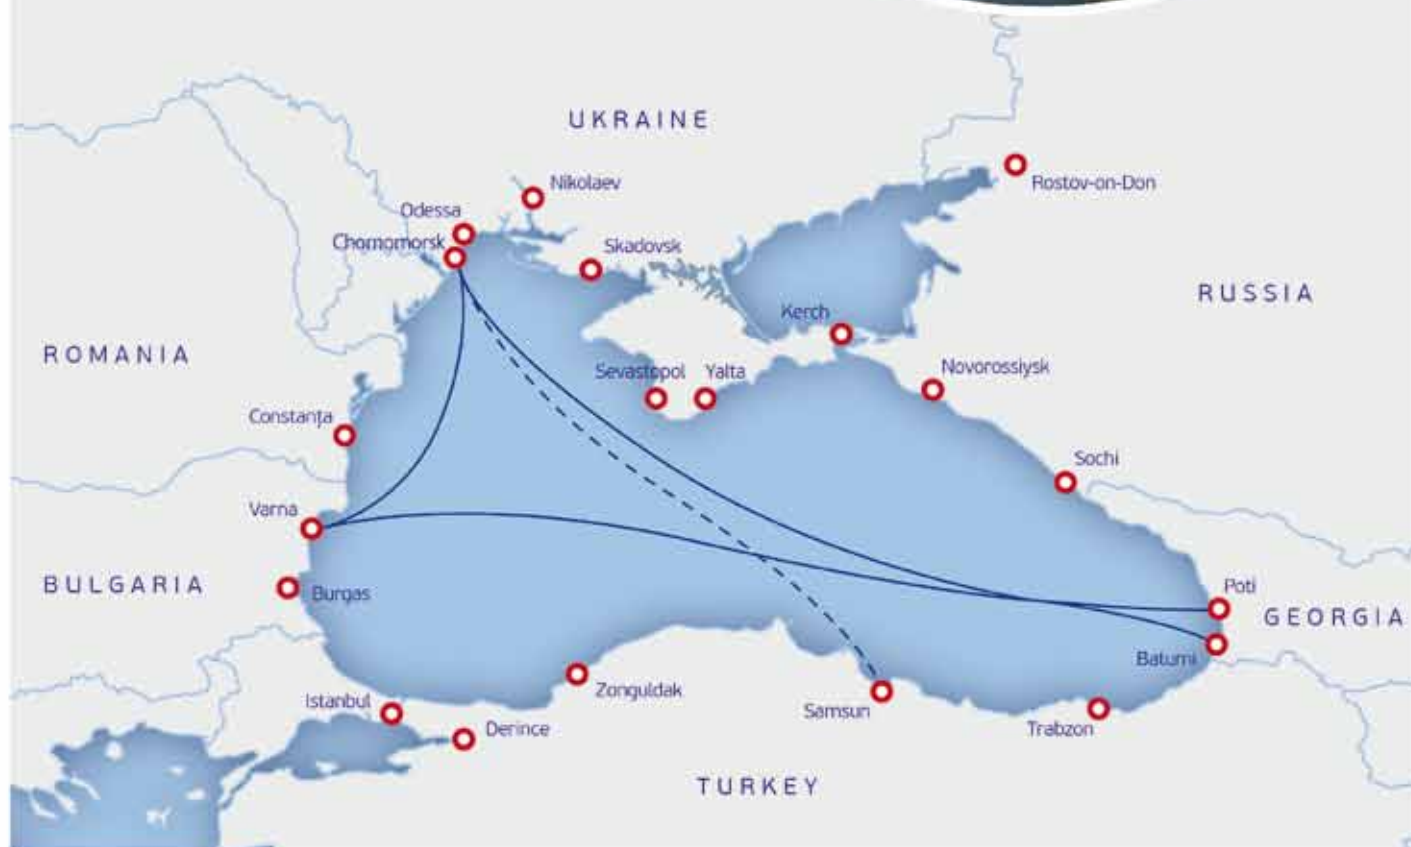 UKRAINE
Nikolaev
Rostov-on-Don
Odessa
Chornomorsk
Skadovsk
RUSSIA
Kerch
ROMANIA
Sevastopol
Yalta
Novorossiysk
Constanța
Sochi
Varna
BULGARIA
Burgas
Poti
GEORGIA
Batumi
Istanbul
Zonguldak
Samsun
Derince
Trabzon
TURKEY